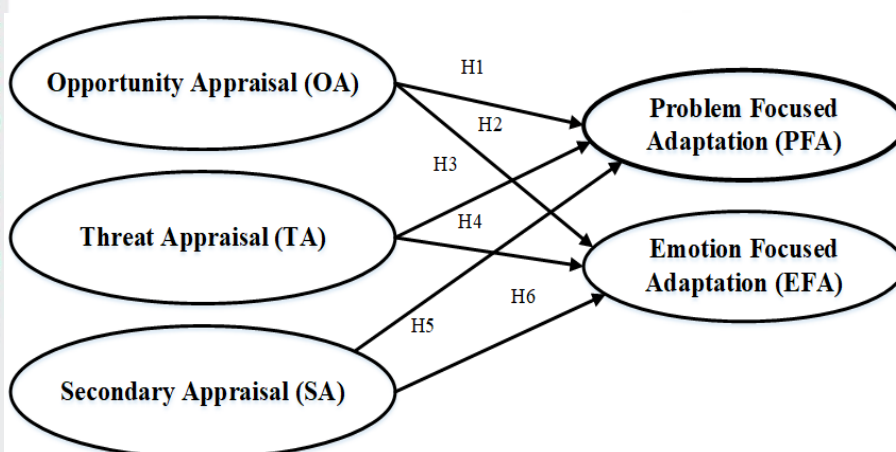 Opportunity Appraisal (OA)
H1
Problem Focused
Adaptation (PFA)
H2
H3
Threat Appraisal (TA)
H4
Emotion Focused
Adaptation (EFA)
H6
H5
Secondary Appraisal (SA)